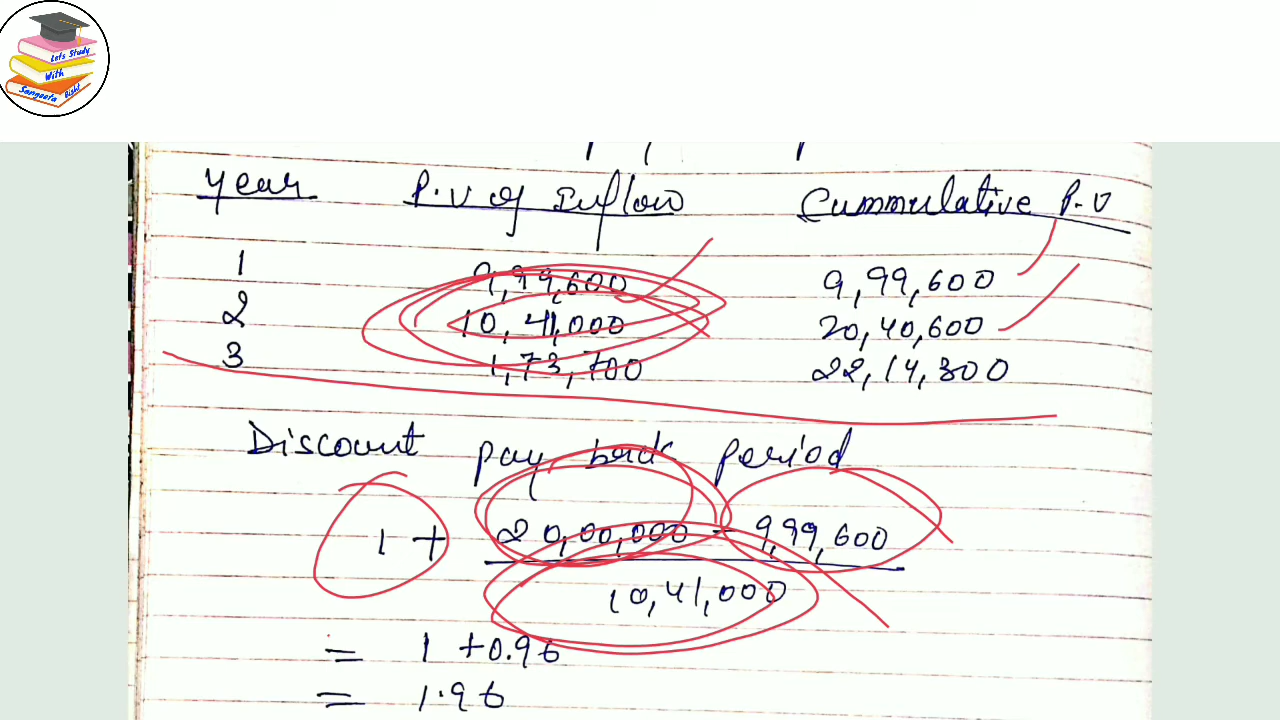 Lets Study
With
Sangeeta Bisht
Year P.V of Inflow Cummulative P.V
1 9,99,600 9,99,600
2 10,41,000 20,40,600
3 1,73,700 22,14,300
Discount pay back period
1 + 20,00,000 - 9,99,600
10,41,000
= 1 +0.96
= 1.96